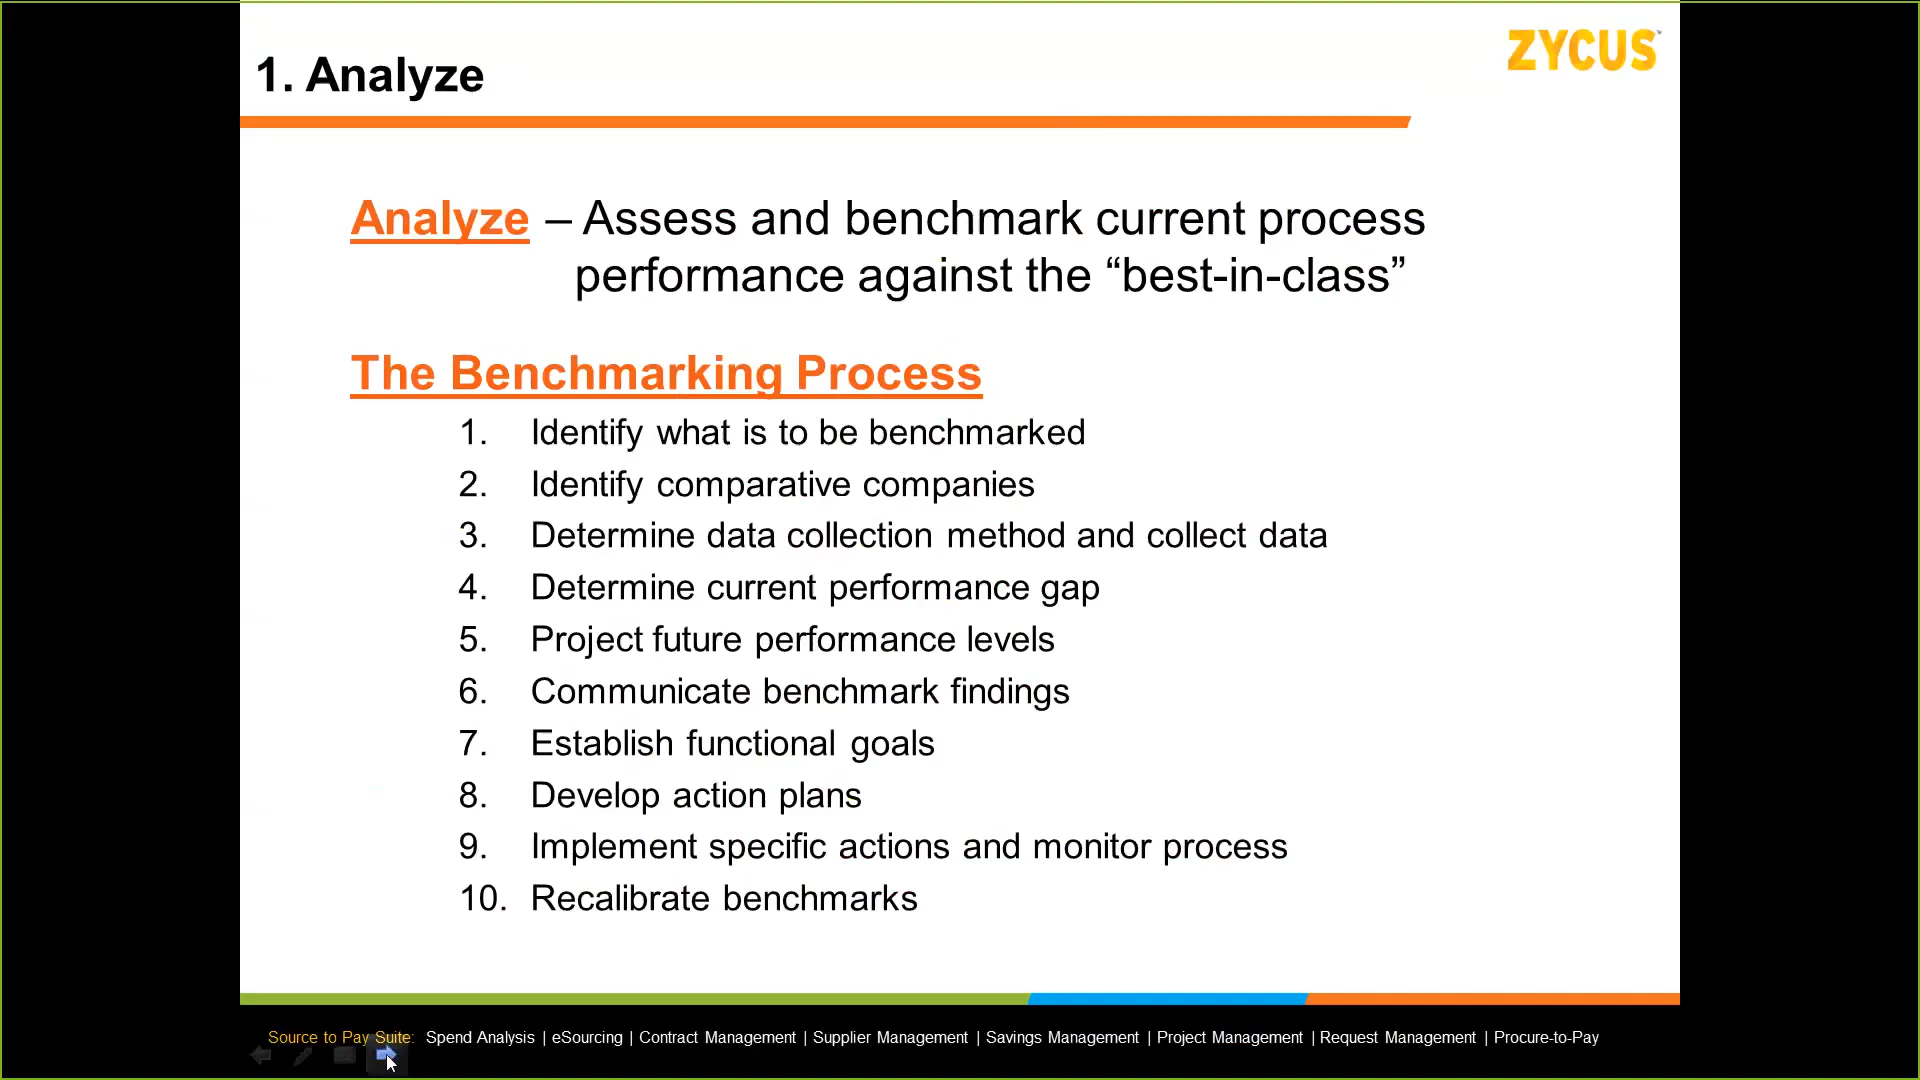 1. Analyze
ZYCUS™
Analyze – Assess and benchmark current process
performance against the “best-in-class”
The Benchmarking Process
1. Identify what is to be benchmarked
2. Identify comparative companies
3. Determine data collection method and collect data
4. Determine current performance gap
5. Project future performance levels
6. Communicate benchmark findings
7. Establish functional goals
8. Develop action plans
9. Implement specific actions and monitor process
10. Recalibrate benchmarks
Source to Pay Suite: Spend Analysis | eSourcing | Contract Management | Supplier Management | Savings Management | Project Management | Request Management | Procure-to-Pay